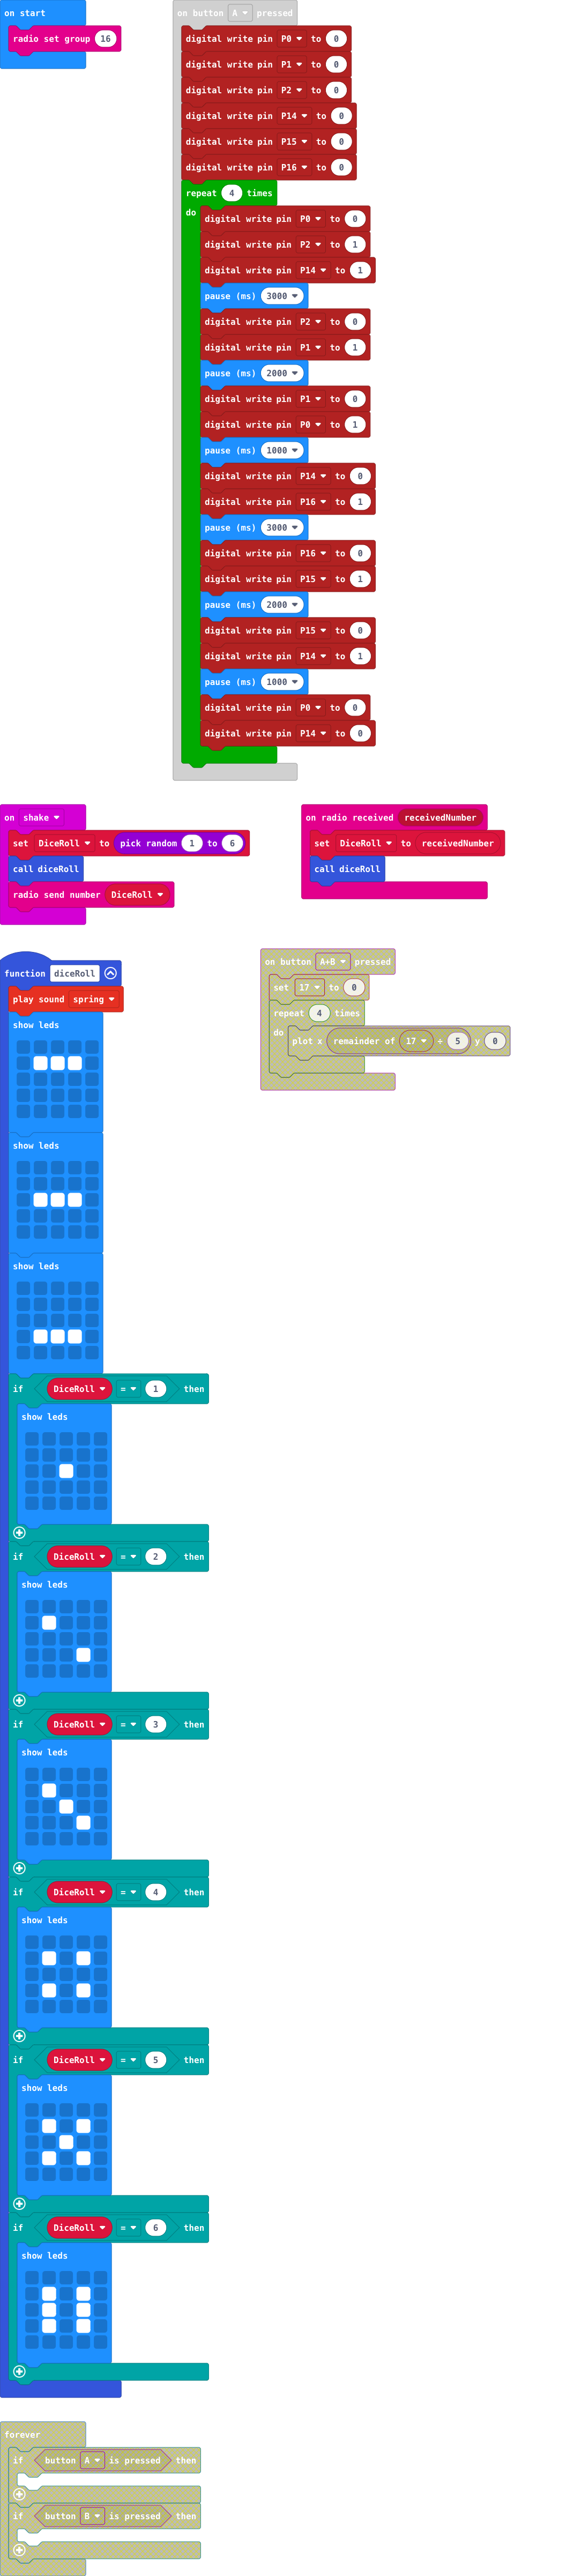 on start
radio set group 16
on button A pressed
digital write pin P0 to 0
digital write pin P1 to 0
digital write pin P2 to 0
digital write pin P14 to 0
digital write pin P15 to 0
digital write pin P16 to 0
repeat 4 times
do
digital write pin P0 to 0
digital write pin P2 to 1
digital write pin P14 to 1
pause (ms) 3000
digital write pin P2 to 0
digital write pin P1 to 1
pause (ms) 2000
digital write pin P1 to 0
digital write pin P0 to 1
pause (ms) 1000
digital write pin P14 to 0
digital write pin P16 to 1
pause (ms) 3000
digital write pin P16 to 0
digital write pin P15 to 1
pause (ms) 2000
digital write pin P15 to 0
digital write pin P14 to 1
pause (ms) 1000
digital write pin P0 to 0
digital write pin P14 to 0
on shake
set DiceRoll to pick random 1 to 6
call diceRoll
radio send number DiceRoll
on radio received receivedNumber
set DiceRoll to receivedNumber
call diceRoll
function diceRoll
play sound spring
show leds
show leds
show leds
if DiceRoll = 1 then
show leds
if DiceRoll = 2 then
show leds
if DiceRoll = 3 then
show leds
if DiceRoll = 4 then
show leds
if DiceRoll = 5 then
show leds
if DiceRoll = 6 then
show leds
on button A+B pressed
set 17 to 0
repeat 4 times
do
plot x remainder of 17 ÷ 5 y 0
forever
if button A is pressed then
if button B is pressed then